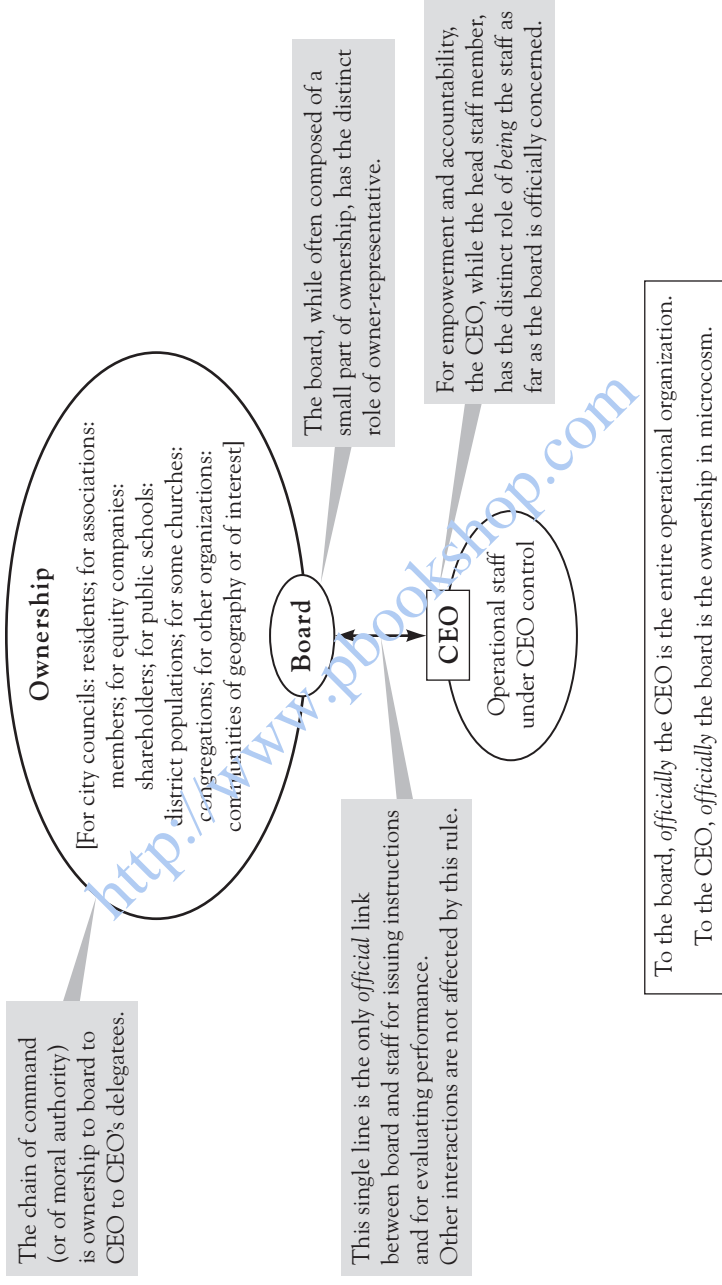 The chain of command
(or of moral authority)
is ownership to board to
CEO to CEO's delegatees.
Ownership
[For city councils: residents; for associations:
members; for equity companies:
shareholders; for public schools:
district populations; for some churches:
congregations; for other organizations:
communities of geography or of interest]
Board
The board, while often composed of a
small part of ownership, has the distinct
role of owner-representative.
This single line is the only official link
between board and staff for issuing instructions
and for evaluating performance.
Other interactions are not affected by this rule.
CEO
Operational staff
under CEO control
For empowerment and accountability,
the CEO, while the head staff member,
has the distinct role of being the staff as
far as the board is officially concerned.
To the board, officially the CEO is the entire operational organization.
To the CEO, officially the board is the ownership in microcosm.
http://www.pbookshop.com